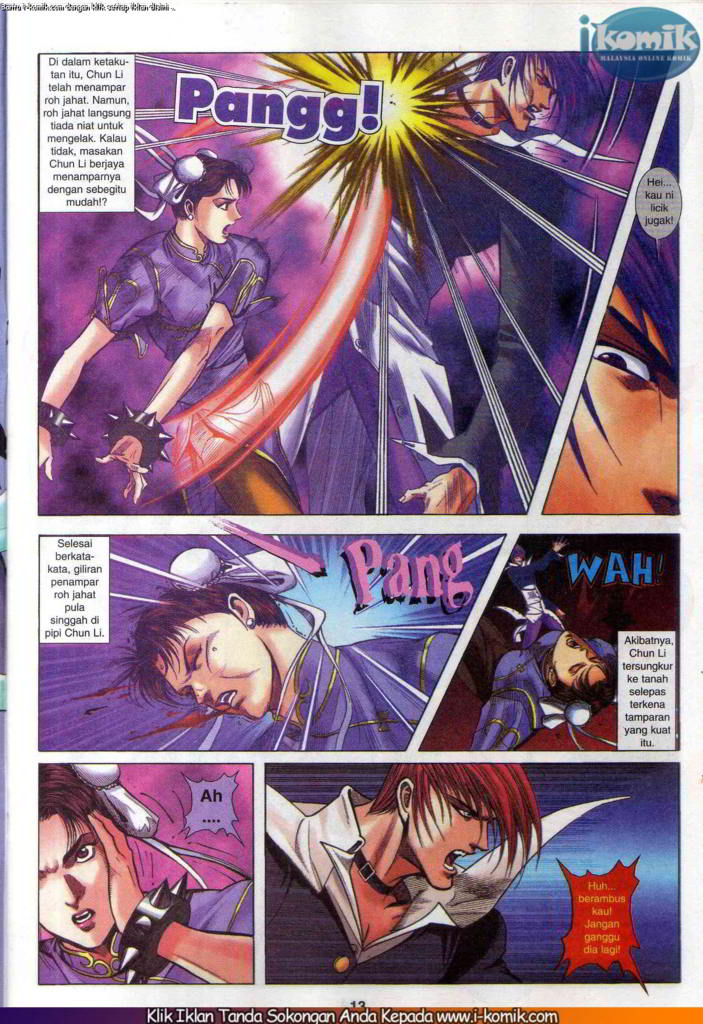 i komik
MALAYSIA ONLINE KOMIK
Di dalam ketaku-
tan itu, Chun Li
telah menampar
roh jahat. Namun,
roh jahat langsung
tiada niat untuk
mengelak. Kalau
tidak, masakan
Chun Li berjaya
menamparnya
dengan sebegitu
mudah!?
Pangg!
Hei...
kau ni
licik
jugak!
Selesai
berkata-
kata, giliran
penampar
roh jahat
pula
singgah di
pipi Chun Li.
Pang
WAH!
Akibatnya,
Chun Li
tersungkur
ke tanah
selepas
terkena
tamparan
yang kuat
itu.
Ah
....
Huh...
berambus
kau!
Jangan
ganggu
dia lagi!
13
Klik Iklan Tanda Sokongan Anda Kepada www.i-komik.com